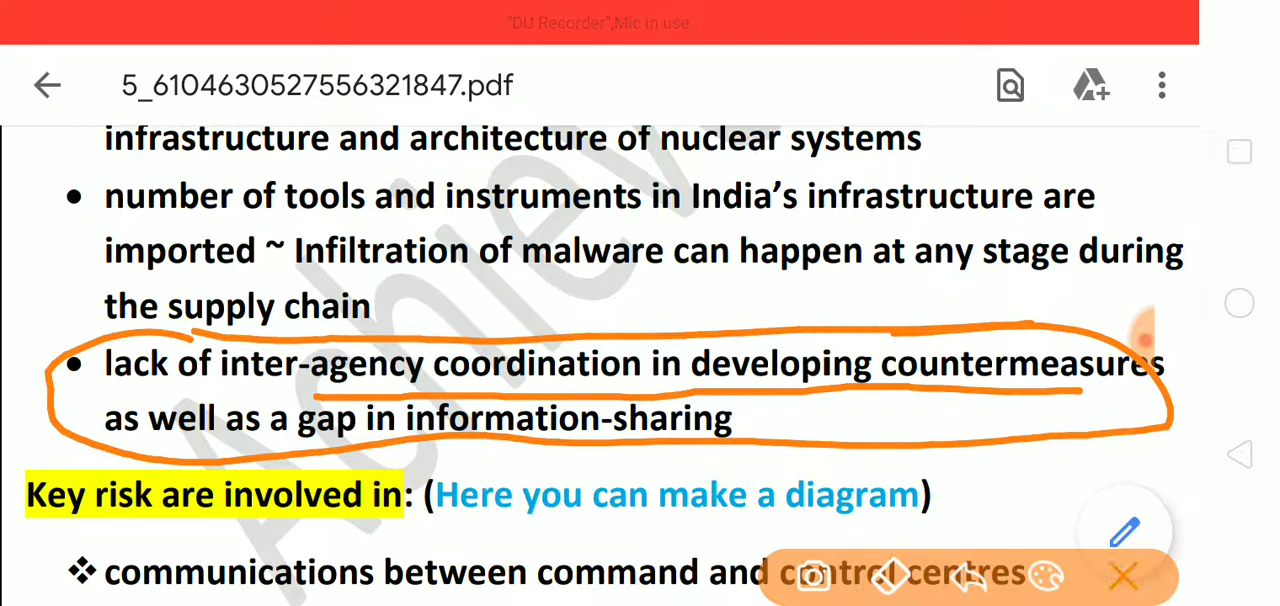 "DU Recorder",Mic in use
5_6104630527556321847.pdf
infrastructure and architecture of nuclear systems
• number of tools and instruments in India’s infrastructure are
imported ~ Infiltration of malware can happen at any stage during
the supply chain
• lack of inter-agency coordination in developing countermeasures
as well as a gap in information-sharing
Key risk are involved in: (Here you can make a diagram)
❖ communications between command and control centres
Achiev